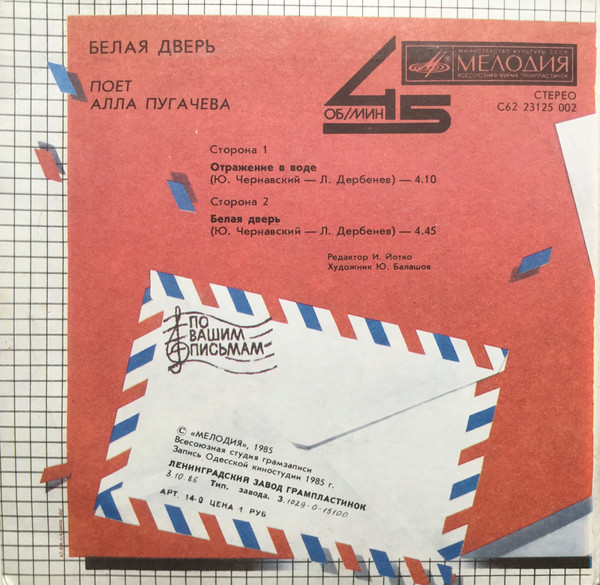 БЕЛАЯ ДВЕРЬ
ПОЕТ
АЛЛА ПУГАЧЕВА
45
ОБ/МИН
МИНИСТЕРСТВО КУЛЬТУРЫ СССР
МЕЛОДИЯ
ВСЕСОЮЗНАЯ ФИРМА ГРАМПЛАСТИНОК
СТЕРЕО
С62 23125 002
Сторона 1
Отражение в воде
(Ю. Чернавский — Л. Дербенев) — 4.10
Сторона 2
Белая дверь
(Ю. Чернавский — Л. Дербенев) — 4.45
Редактор И. Йотко
Художник Ю. Балашов
ПО
ВАШИМ
ПИСЬМАМ
© «МЕЛОДИЯ», 1985
Всесоюзная студия грамзаписи
Запись Одесской киностудии 1985 г.
ЛЕНИНГРАДСКИЙ ЗАВОД ГРАМПЛАСТИНОК
3.10.86 Тип. завода. З. 1029-0-15100
АРТ. 14-0 ЦЕНА 1 РУБ